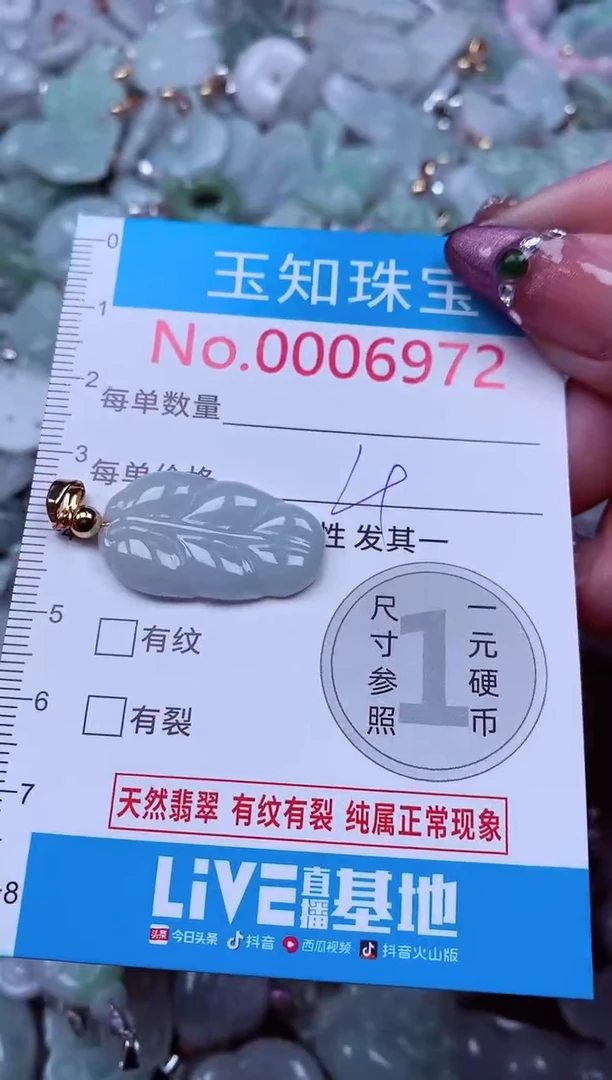 玉知珠宝
No.0006972
每单数量
每单价格
4
性 发其一
有纹
有裂
尺寸参照
1
一元硬币
天然翡翠 有纹有裂 纯属正常现象
LiVE直播基地
头条 今日头条 抖音 西瓜视频 抖音火山版
0
1
2
3
4
5
6
7
8